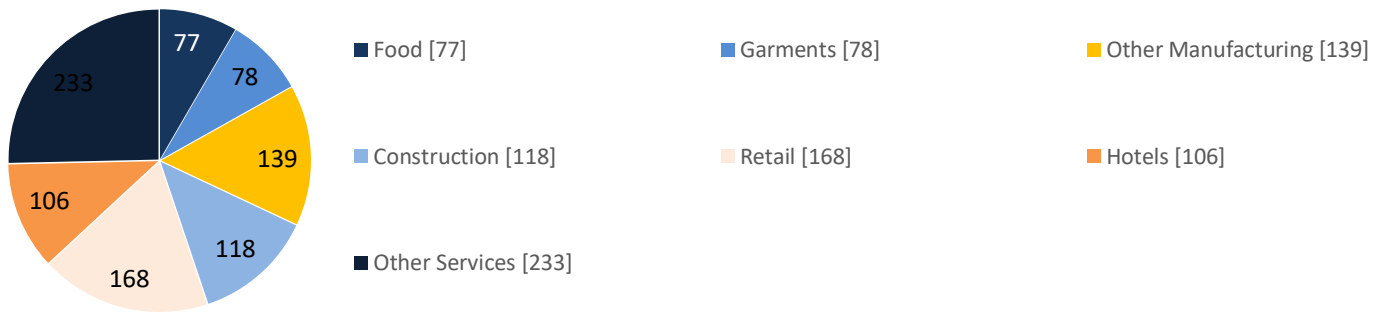 77
78
139
118
168
106
233
Food [77]
Garments [78]
Other Manufacturing [139]
Construction [118]
Retail [168]
Hotels [106]
Other Services [233]